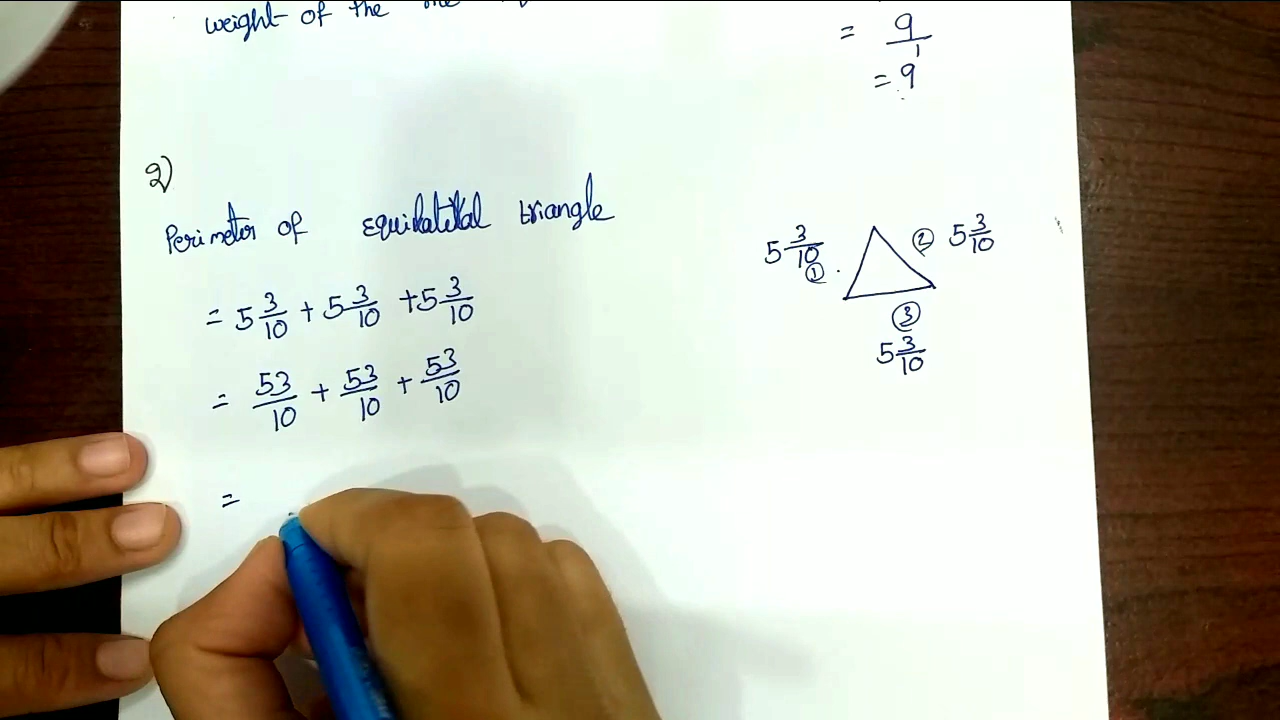 weight of the
= 9/1
= 9
2)
Perimeter of equilatiral triangle
= 5 3/10 + 5 3/10 + 5 3/10
= 53/10 + 53/10 + 53/10
=
5 3/10 ① ② 5 3/10
③
5 3/10